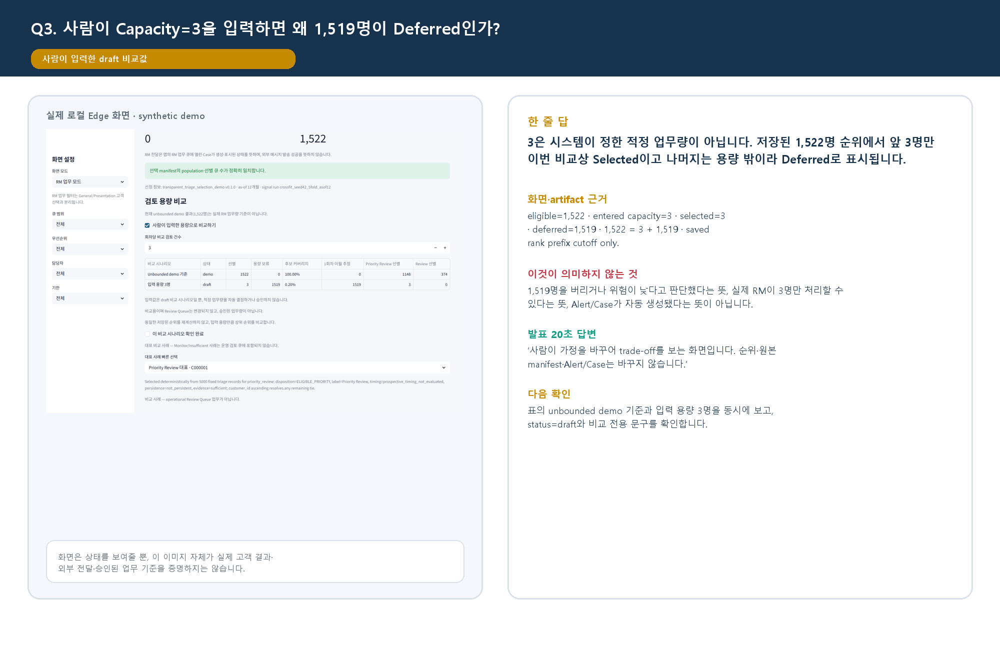 Q3. 사람이 Capacity=3을 입력하면 왜 1,519명이 Deferred인가?
사람이 입력한 draft 비교값
실제 로컬 Edge 화면 · synthetic demo
화면 설정
화면 모드
RM 업무 모드
RM 업무 필터는 General/Presentation 고객
선택과 분리됩니다.
큐 범위
전체
우선순위
전체
담당자
전체
기한
전체
0 1,522
RM 전달은 앱의 RM 업무 큐에 열린 Case가 생성·표시된 상태를 뜻하며, 외부 메시지 발송 성공을 뜻하지 않습니다.
선택 manifest의 population·선별 큐 수가 정확히 일치합니다.
선정 정보: transparent_triage_selection_demo v0.1.0 · as-of 12개월 · signal run crossfit_seed42_5fold_asof12
검토 용량 비교
현재 unbounded demo 결과(1,522명)는 실제 RM 업무량 기준이 아닙니다.
사람이 입력한 용량으로 비교하기
회차당 비교 검토 건수
3 − +
비교 시나리오 상태 선별 용량 보류 후보 커버리지 1회차 이월 추정 Priority Review 선별 Review 선별
Unbounded demo 기준 demo 1522 0 100.00% 0 1148 374
입력 용량 3명 draft 3 1519 0.20% 1519 3 0
입력값은 draft 비교 시나리오일 뿐, 적정 업무량을 자동 결정하거나 승인하지 않습니다.
비교용이며 Review Queue는 변경되지 않고, 승인된 업무량이 아닙니다.
동일한 저장된 순위를 재계산하지 않고, 입력 용량만큼 상위 순위를 비교합니다.
이 비교 시나리오 확인 완료
대표 비교 사례 — Monitor/Insufficient 사례는 운영 검토 큐에 포함되지 않습니다.
대표 사례 빠른 선택
Priority Review 대표 · C000001
Selected deterministically from 5000 fixed triage records for priority_review: disposition=ELIGIBLE_PRIORITY, label=Priority Review, timing=prospective_timing_not_evaluated,
persistence=not_persistent, evidence=sufficient; customer_id ascending resolves any remaining tie.
비교 사례 — operational Review Queue 업무가 아닙니다.
화면은 상태를 보여줄 뿐, 이 이미지 자체가 실제 고객 결과·
외부 전달·승인된 업무 기준을 증명하지는 않습니다.
한 줄 답
3은 시스템이 정한 적정 업무량이 아닙니다. 저장된 1,522명 순위에서 앞 3명만
이번 비교상 Selected이고 나머지는 용량 밖이라 Deferred로 표시됩니다.
화면·artifact 근거
eligible=1,522 · entered capacity=3 · selected=3
· deferred=1,519 · 1,522 = 3 + 1,519 · saved
rank prefix cutoff only.
이것이 의미하지 않는 것
1,519명을 버리거나 위험이 낮다고 판단했다는 뜻, 실제 RM이 3명만 처리할 수
있다는 뜻, Alert/Case가 자동 생성됐다는 뜻이 아닙니다.
발표 20초 답변
‘사람이 가정을 바꾸어 trade-off를 보는 화면입니다. 순위·원본
manifest·Alert/Case는 바꾸지 않습니다.’
다음 확인
표의 unbounded demo 기준과 입력 용량 3명을 동시에 보고,
status=draft와 비교 전용 문구를 확인합니다.